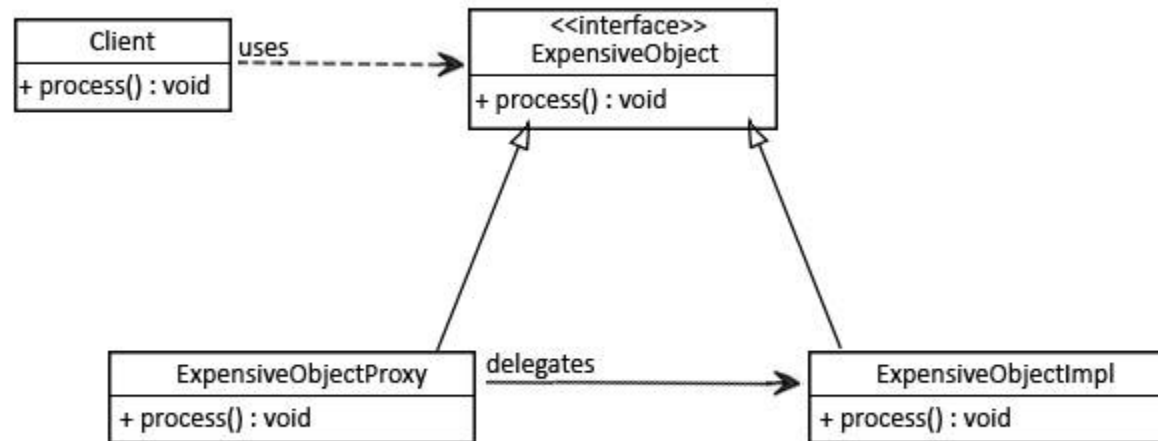 Client
+ process() : void
uses
<<interface>>
ExpensiveObject
+ process() : void
ExpensiveObjectProxy
+ process() : void
delegates
ExpensiveObjectImpl
+ process() : void